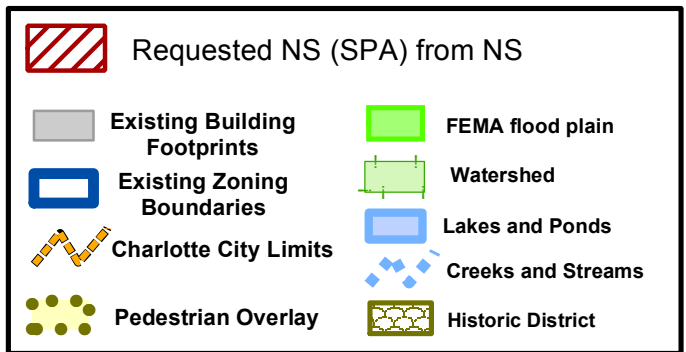 Requested NS (SPA) from NS
Existing Building
Footprints
Existing Zoning
Boundaries
Charlotte City Limits
Pedestrian Overlay
FEMA flood plain
Watershed
Lakes and Ponds
Creeks and Streams
Historic District